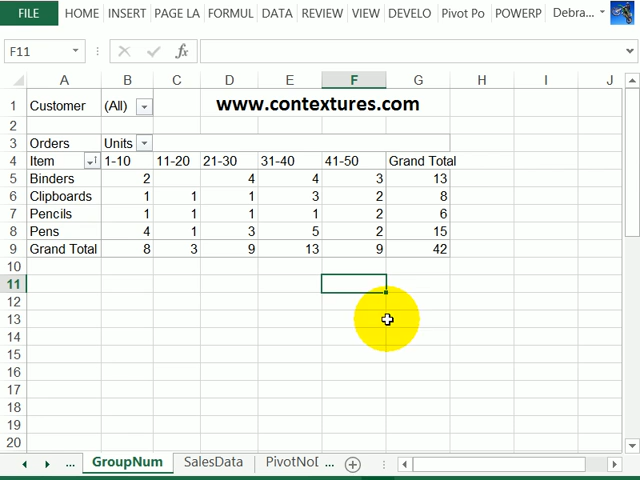 FILE HOME INSERT PAGE LA FORMUL DATA REVIEW VIEW DEVELO Pivot Po POWERP Debra...
F11 fx
A B C D E F G H I J
1 Customer (All) www.contextures.com
2
3 Orders Units
4 Item 1-10 11-20 21-30 31-40 41-50 Grand Total
5 Binders 2 4 4 3 13
6 Clipboards 1 1 1 3 2 8
7 Pencils 1 1 1 1 2 6
8 Pens 4 1 3 5 2 15
9 Grand Total 8 3 9 13 9 42
10
11
12
13
14
15
16
17
18
19
20
... GroupNum SalesData PivotNoD ...